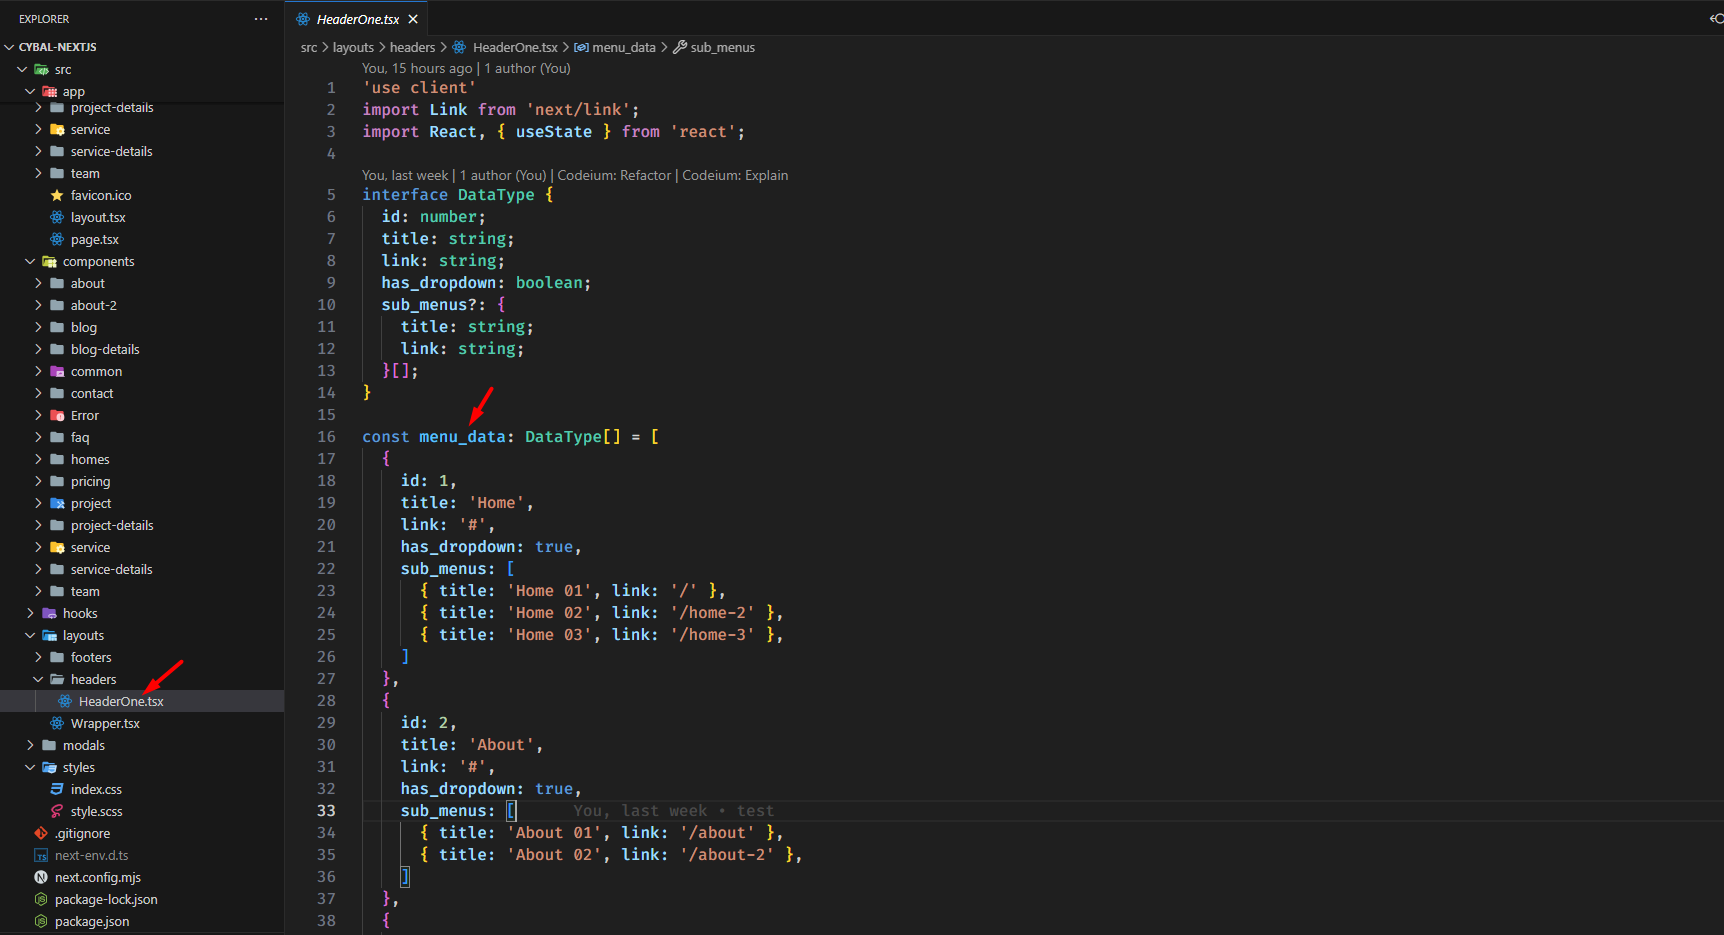 EXPLORER
CYBAL-NEXTJS
src
app
project-details
service
service-details
team
favicon.ico
layout.tsx
page.tsx
components
about
about-2
blog
blog-details
common
contact
Error
faq
homes
pricing
project
project-details
service
service-details
team
hooks
layouts
footers
headers
HeaderOne.tsx
Wrapper.tsx
modals
styles
index.css
style.scss
.gitignore
next-env.d.ts
next.config.mjs
package-lock.json
package.json
HeaderOne.tsx
src > layouts > headers > HeaderOne.tsx > menu_data > sub_menus
You, 15 hours ago | 1 author (You)
1 'use client'
2 import Link from 'next/link';
3 import React, { useState } from 'react';
4
You, last week | 1 author (You) | Codeium: Refactor | Codeium: Explain
5 interface DataType {
6 id: number;
7 title: string;
8 link: string;
9 has_dropdown: boolean;
10 sub_menus?: {
11 title: string;
12 link: string;
13 }[];
14 }
15
16 const menu_data: DataType[] = [
17 {
18 id: 1,
19 title: 'Home',
20 link: '#',
21 has_dropdown: true,
22 sub_menus: [
23 { title: 'Home 01', link: '/' },
24 { title: 'Home 02', link: '/home-2' },
25 { title: 'Home 03', link: '/home-3' },
26 ]
27 },
28 {
29 id: 2,
30 title: 'About',
31 link: '#',
32 has_dropdown: true,
33 sub_menus: [ You, last week • test
34 { title: 'About 01', link: '/about' },
35 { title: 'About 02', link: '/about-2' },
36 ]
37 },
38 {